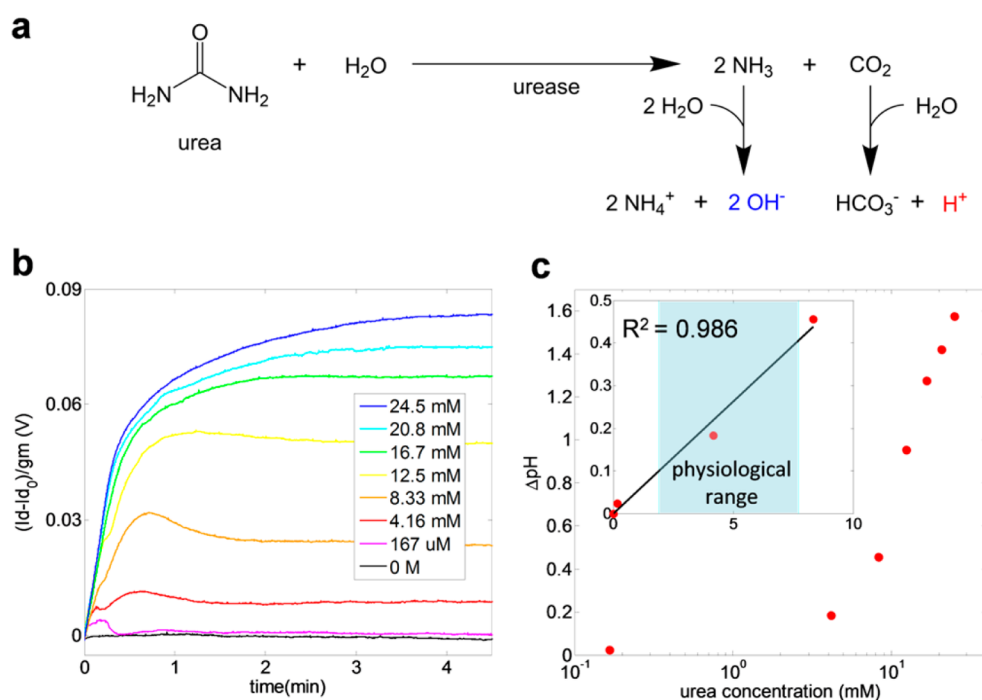 a
O
H₂N
NH₂
urea
+
H₂O
urease
2 NH₃ + CO₂
2 H₂O
H₂O
2 NH₄⁺ + 2 OH⁻
HCO₃⁻ + H⁺
b
0.09
0.06
0.03
0
(Id-Id₀)/gm (V)
24.5 mM
20.8 mM
16.7 mM
12.5 mM
8.33 mM
4.16 mM
167 uM
0 M
0 1 2 3 4
time(min)
c
1.6
1.4
1.2
1
0.8
0.6
0.4
0.2
0
ΔpH
0.5
0.4
0.3
0.2
0.1
0
R² = 0.986
physiological
range
0 5 10
10⁻¹ 10⁰ 10¹
urea concentration (mM)